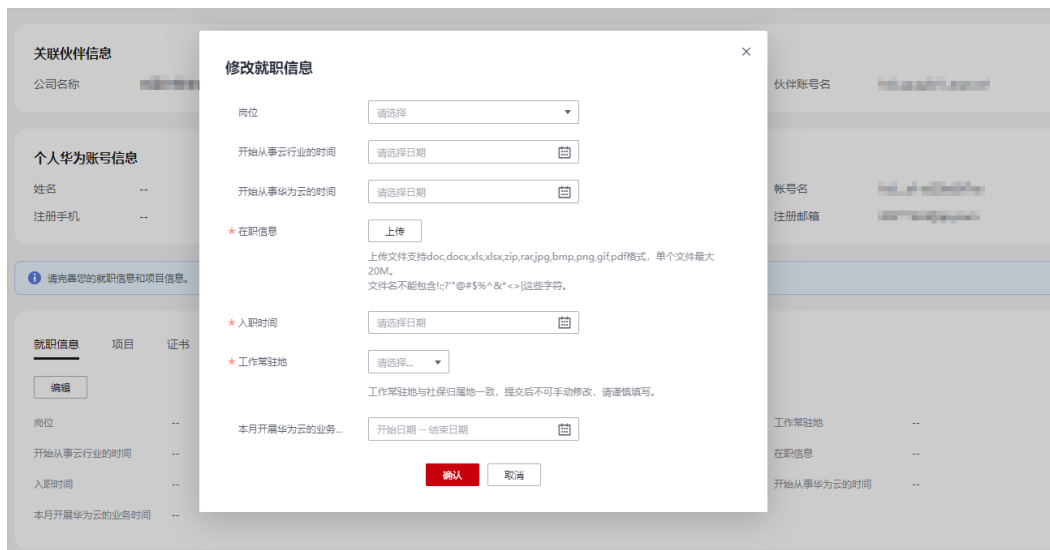 关联伙伴信息
公司名称
伙伴账号名
个人华为账号信息
姓名 --
帐号名
注册手机 --
注册邮箱
请完善您的就职信息和项目信息。
就职信息 项目 证书
编辑
岗位 --
工作常驻地 --
开始从事云行业的时间 --
在职信息 --
入职时间 --
开始从事华为云的时间 --
本月开展华为云的业务时间 --
修改就职信息
岗位 请选择
开始从事云行业的时间 请选择日期
开始从事华为云的时间 请选择日期
* 在职信息 上传
上传文件支持doc,docx,xls,xlsx,zip,rar,jpg,bmp,png,gif,pdf格式，单个文件最大
20M。
文件名不能包含!:;?'"@#$%^&*<>|这些字符。
* 入职时间 请选择日期
* 工作常驻地 请选择...
工作常驻地与社保归属地一致，提交后不可手动修改，请谨慎填写。
本月开展华为云的业务... 开始日期 – 结束日期
确认 取消